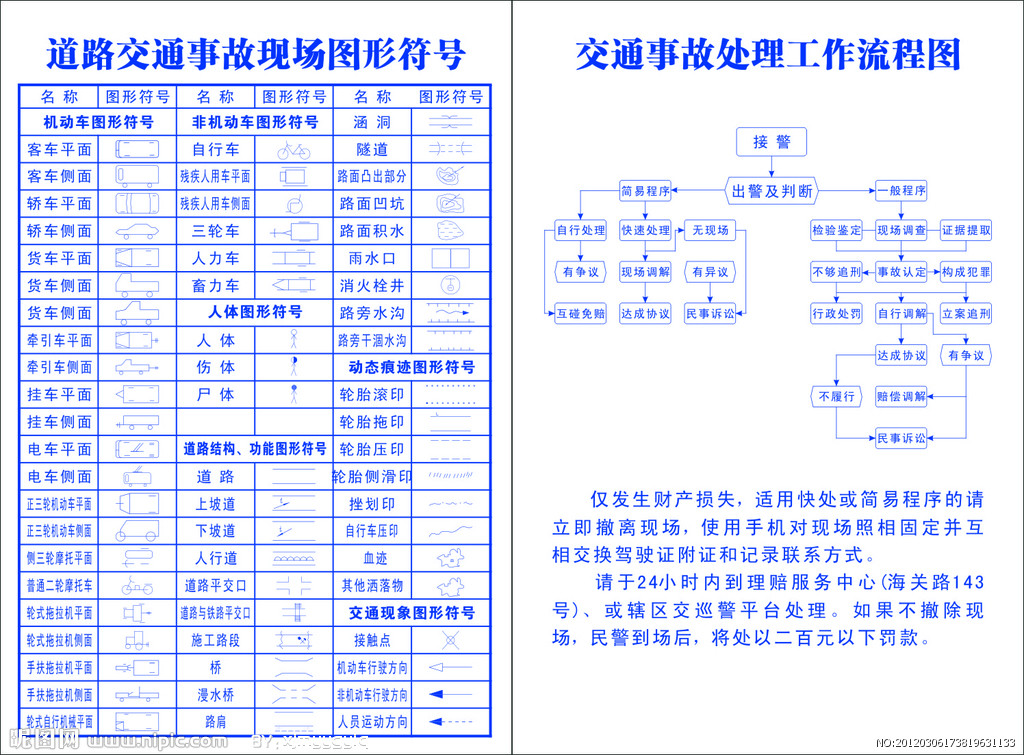 道路交通事故现场图形符号
名称 图形符号 名称 图形符号 名称 图形符号
机动车图形符号 非机动车图形符号 涵洞
客车平面 自行车 隧道
客车侧面 残疾人用车平面 路面凸出部分
轿车平面 残疾人用车侧面 路面凹坑
轿车侧面 三轮车 路面积水
货车平面 人力车 雨水口
货车侧面 畜力车 消火栓井
货车侧面 人体图形符号 路旁水沟
牵引车平面 人体 路旁干涸水沟
牵引车侧面 伤体 动态痕迹图形符号
挂车平面 尸体 轮胎滚印
挂车侧面 轮胎拖印
电车平面 道路结构、功能图形符号 轮胎压印
电车侧面 道路 轮胎侧滑印
正三轮机动车平面 上坡道 挫划印
正三轮机动车侧面 下坡道 自行车压印
侧三轮摩托平面 人行道 血迹
普通二轮摩托车 道路平交口 其他洒落物
轮式拖拉机平面 道路与铁路平交口 交通现象图形符号
轮式拖拉机侧面 施工路段 接触点
手扶拖拉机平面 桥 机动车行驶方向
手扶拖拉机侧面 漫水桥 非机动车行驶方向
轮式自行机械平面 路肩 人员运动方向
昵图网 www.nipic.com
交通事故处理工作流程图
接警
简易程序 出警及判断 一般程序
自行处理 快速处理 无现场 检验鉴定 现场调查 证据提取
有争议 现场调解 有异议 不够追刑 事故认定 构成犯罪
互碰免赔 达成协议 民事诉讼 行政处罚 自行调解 立案追刑
达成协议 有争议
不履行 赔偿调解
民事诉讼
仅发生财产损失，适用快处或简易程序的请
立即撤离现场，使用手机对现场照相固定并互
相交换驾驶证附证和记录联系方式。
请于24小时内到理赔服务中心(海关路143
号)、或辖区交巡警平台处理。如果不撤除现
场，民警到场后，将处以二百元以下罚款。
NO:20120306173819631133